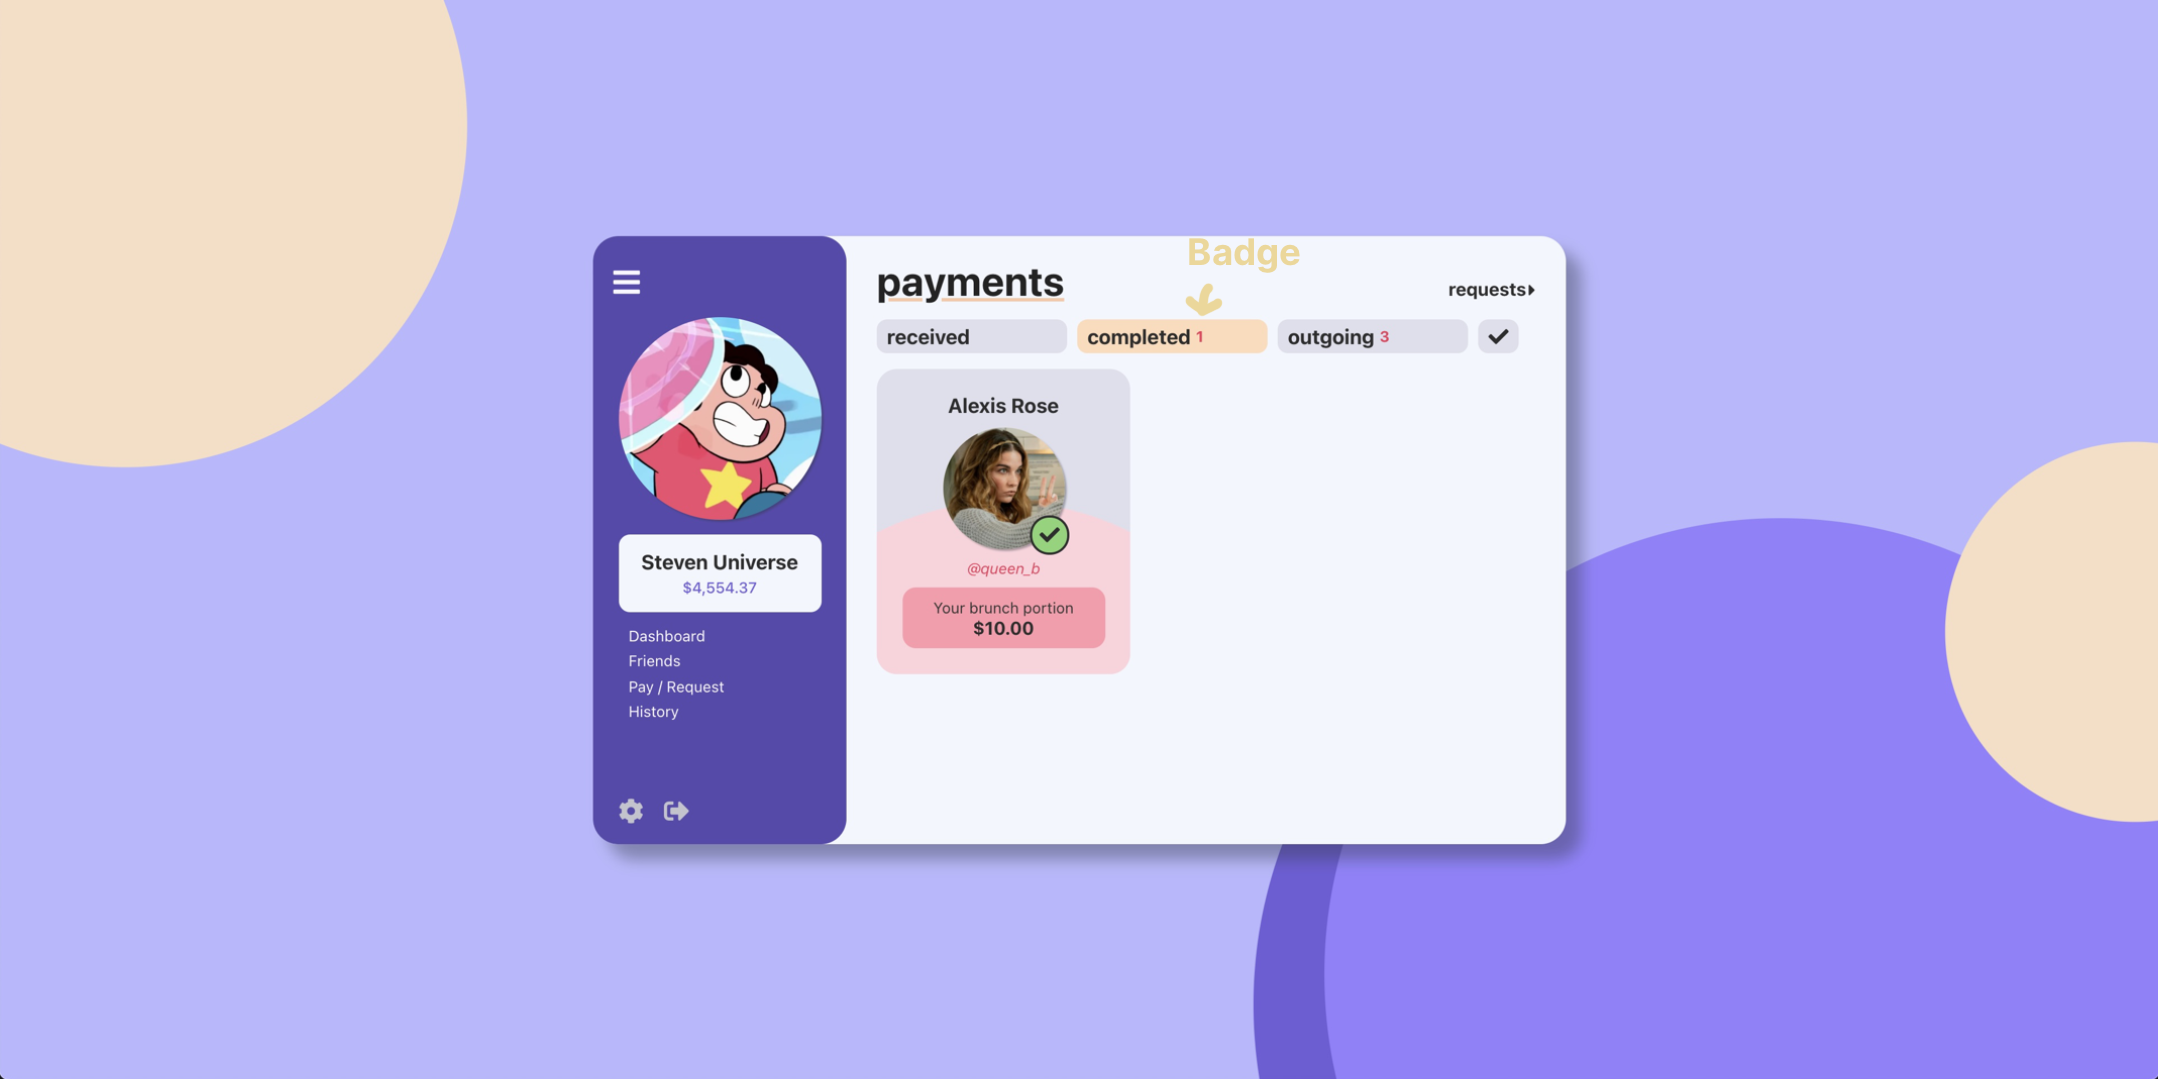 Badge
payments
requests
received
completed 1
outgoing 3
Alexis Rose
@queen_b
Your brunch portion
$10.00
Steven Universe
$4,554.37
Dashboard
Friends
Pay / Request
History